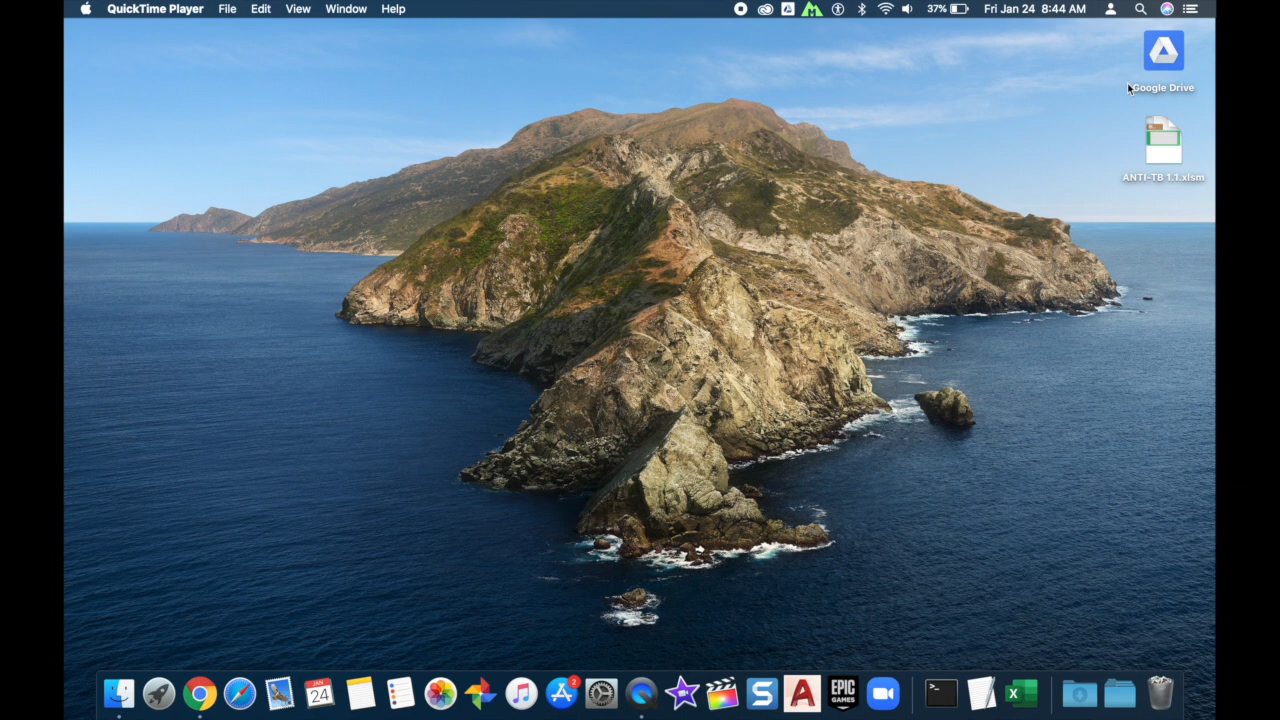 QuickTime Player File Edit View Window Help 37% Fri Jan 24 8:44 AM
Google Drive
ANTI-TB 1.1.xlsm
JAN
24
2
EPIC
GAMES